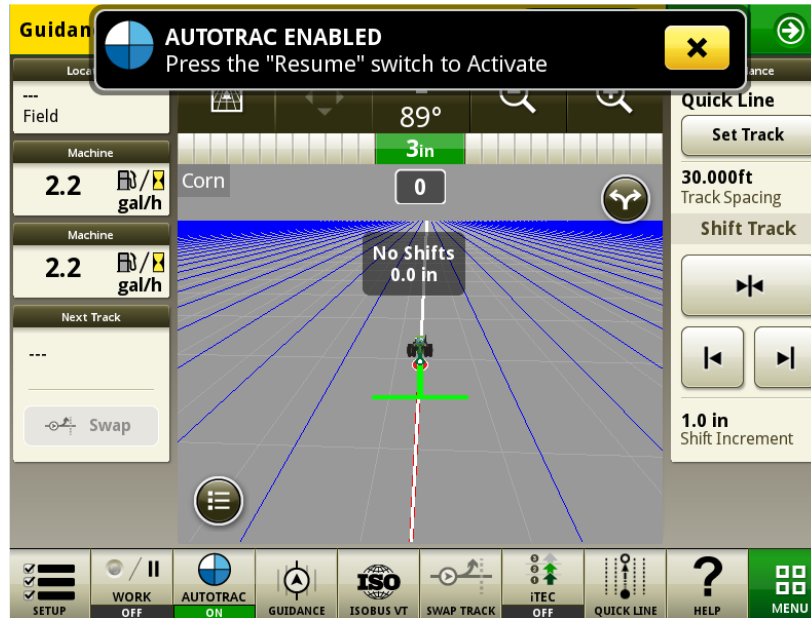 Guidan
AUTOTRAC ENABLED
Press the "Resume" switch to Activate
Loca
---
Field
Machine
2.2
gal/h
Machine
2.2
gal/h
Next Track
---
Swap
89°
3in
Corn
0
No Shifts
0.0 in
ance
Quick Line
Set Track
30.000ft
Track Spacing
Shift Track
1.0 in
Shift Increment
SETUP
WORK
OFF
AUTOTRAC
ON
GUIDANCE
ISO
ISOBUS VT
SWAP TRACK
iTEC
OFF
QUICK LINE
?
HELP
MENU